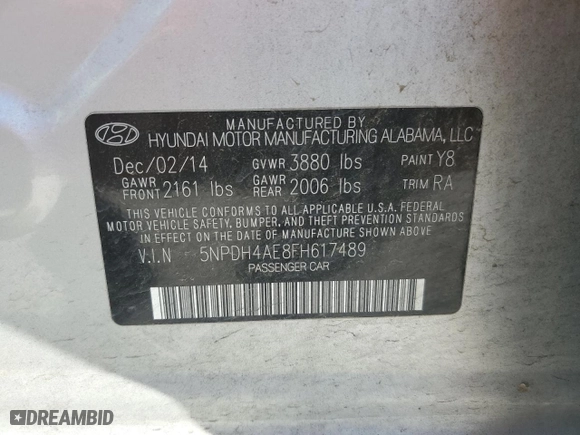 MANUFACTURED BY
HYUNDAI MOTOR MANUFACTURING ALABAMA, LLC
Dec/02/14 GVWR 3880 lbs PAINT Y8
GAWR FRONT 2161 lbs GAWR REAR 2006 lbs TRIM RA
THIS VEHICLE CONFORMS TO ALL APPLICABLE U.S.A. FEDERAL
MOTOR VEHICLE SAFETY, BUMPER, AND THEFT PREVENTION
STANDARDS IN EFFECT ON THE DATE OF MANUFACTURE SHOWN ABOVE.
V.I.N 5NPDH4AE8FH617489
PASSENGER CAR
DREAMBID